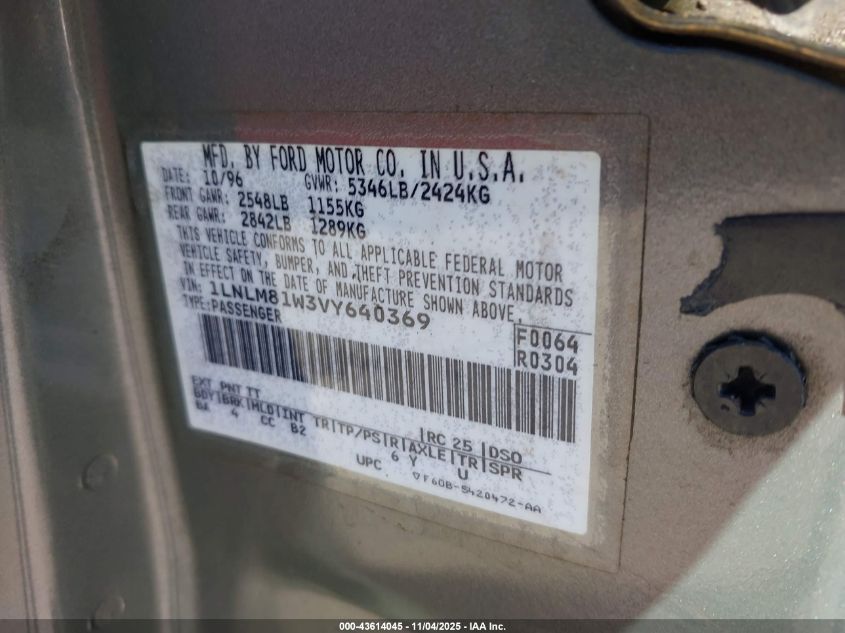 MFD. BY FORD MOTOR CO. IN U.S.A.
DATE: 10/96 GVWR: 5346LB/2424KG
FRONT GAWR: 2548LB 1155KG
REAR GAWR: 2842LB 1289KG
THIS VEHICLE CONFORMS TO ALL APPLICABLE FEDERAL MOTOR
VEHICLE SAFETY, BUMPER, AND THEFT PREVENTION STANDARDS
IN EFFECT ON THE DATE OF MANUFACTURE SHOWN ABOVE.
VIN: 1LNLM81W3VY640369
TYPE: PASSENGER
F0064
R0304
EXT PNT TT RC 25 DSO
BDY BRK MLD INT TR TP/PS R AXLE TR SPR
BA 4 CC B2 6 Y U
UPC F60B-5420472-AA
000-43614045 - 11/04/2025 - IAA Inc.